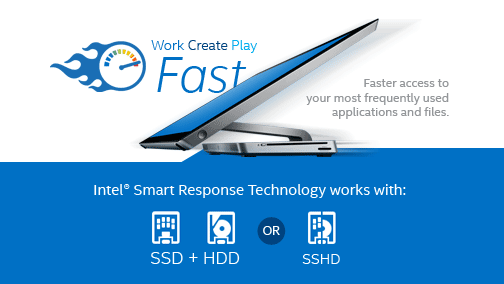 Work Create Play
Fast
Faster access to
your most frequently used
applications and files.
Intel® Smart Response Technology works with:
SSD + HDD
OR
SSHD